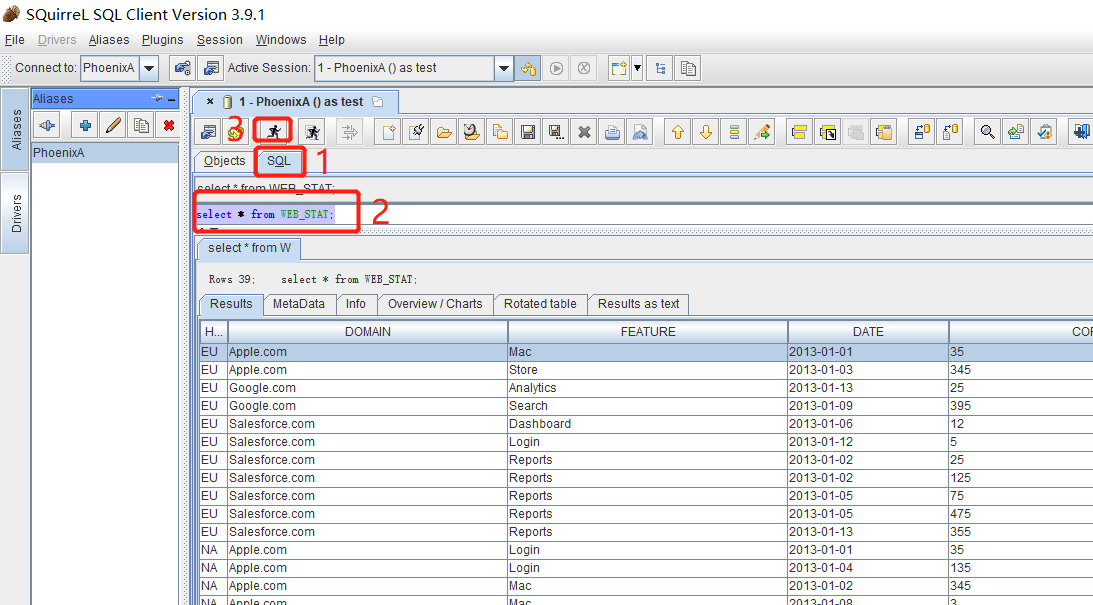 SQuirreL SQL Client Version 3.9.1
File Drivers Aliases Plugins Session Windows Help
Connect to: PhoenixA Active Session: 1 - PhoenixA () as test
Aliases
Drivers
Aliases
PhoenixA
1 - PhoenixA () as test
3
Objects SQL 1
select * from WEB_STAT;
select * from WEB_STAT; 2
select * from W
Rows 39; select * from WEB_STAT;
Results MetaData Info Overview / Charts Rotated table Results as text
H... DOMAIN FEATURE DATE
EU Apple.com Mac 2013-01-01 35
EU Apple.com Store 2013-01-03 345
EU Google.com Analytics 2013-01-13 25
EU Google.com Search 2013-01-09 395
EU Salesforce.com Dashboard 2013-01-06 12
EU Salesforce.com Login 2013-01-12 5
EU Salesforce.com Reports 2013-01-02 25
EU Salesforce.com Reports 2013-01-02 125
EU Salesforce.com Reports 2013-01-05 75
EU Salesforce.com Reports 2013-01-05 475
EU Salesforce.com Reports 2013-01-13 355
NA Apple.com Login 2013-01-01 35
NA Apple.com Login 2013-01-04 135
NA Apple.com Mac 2013-01-02 345
NA Apple.com Mac 2013-01-08 3